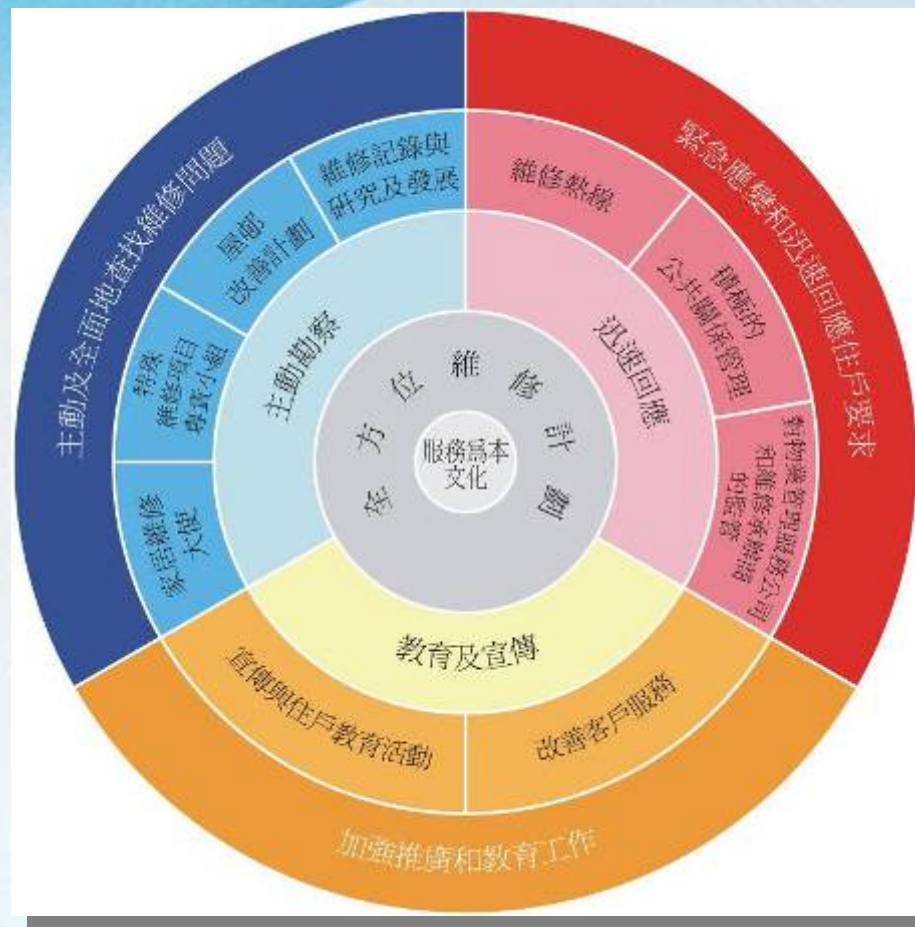 服務為本
文化
全方位維修計劃
主動勘察
迅速回應
教育及宣傳
維修記錄與
研究及發展
屋邨
改善計劃
特殊
維修項目
專責小組
家居維修
大使
維修熱線
積極的
公共關係管理
對物業管理服務公司
和維修承辦商
的監管
宣傳與住戶教育活動
改善客戶服務
主動及全面地查找維修問題
緊急應變和迅速回應住戶要求
加強推廣和教育工作